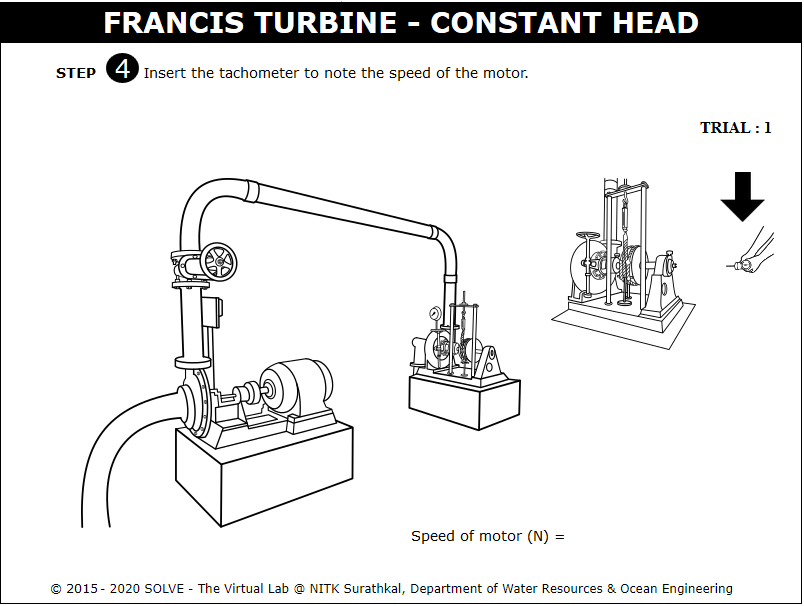 FRANCIS TURBINE - CONSTANT HEAD
STEP 4 Insert the tachometer to note the speed of the motor.
TRIAL : 1
Speed of motor (N) =
© 2015 - 2020 SOLVE - The Virtual Lab @ NITK Surathkal, Department of Water Resources & Ocean Engineering